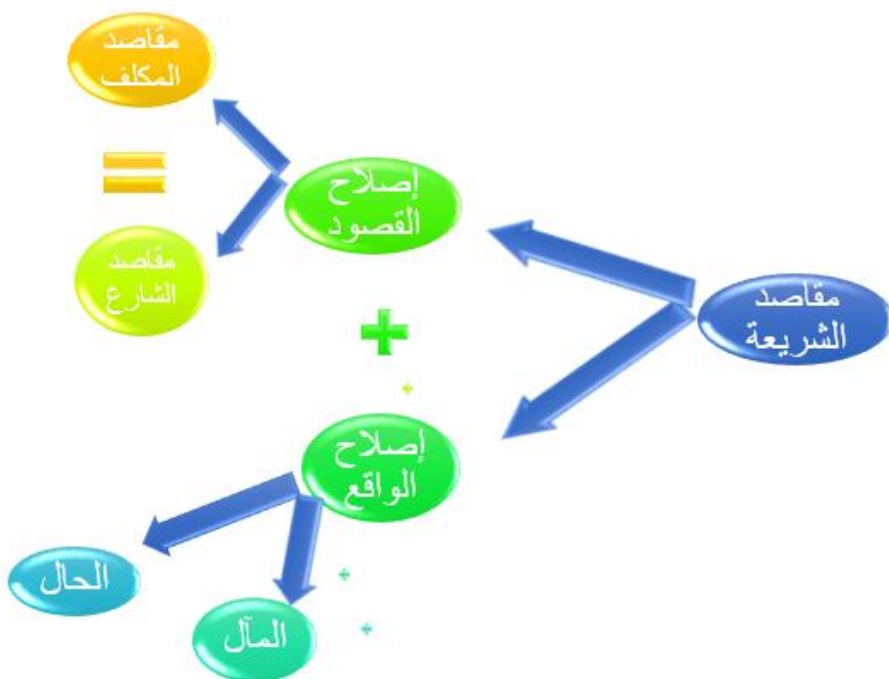 مقاصد
الشريعة
إصلاح
القصود
مقاصد
المكلف
=
مقاصد
الشارع
+
إصلاح
الواقع
الحال
المآل